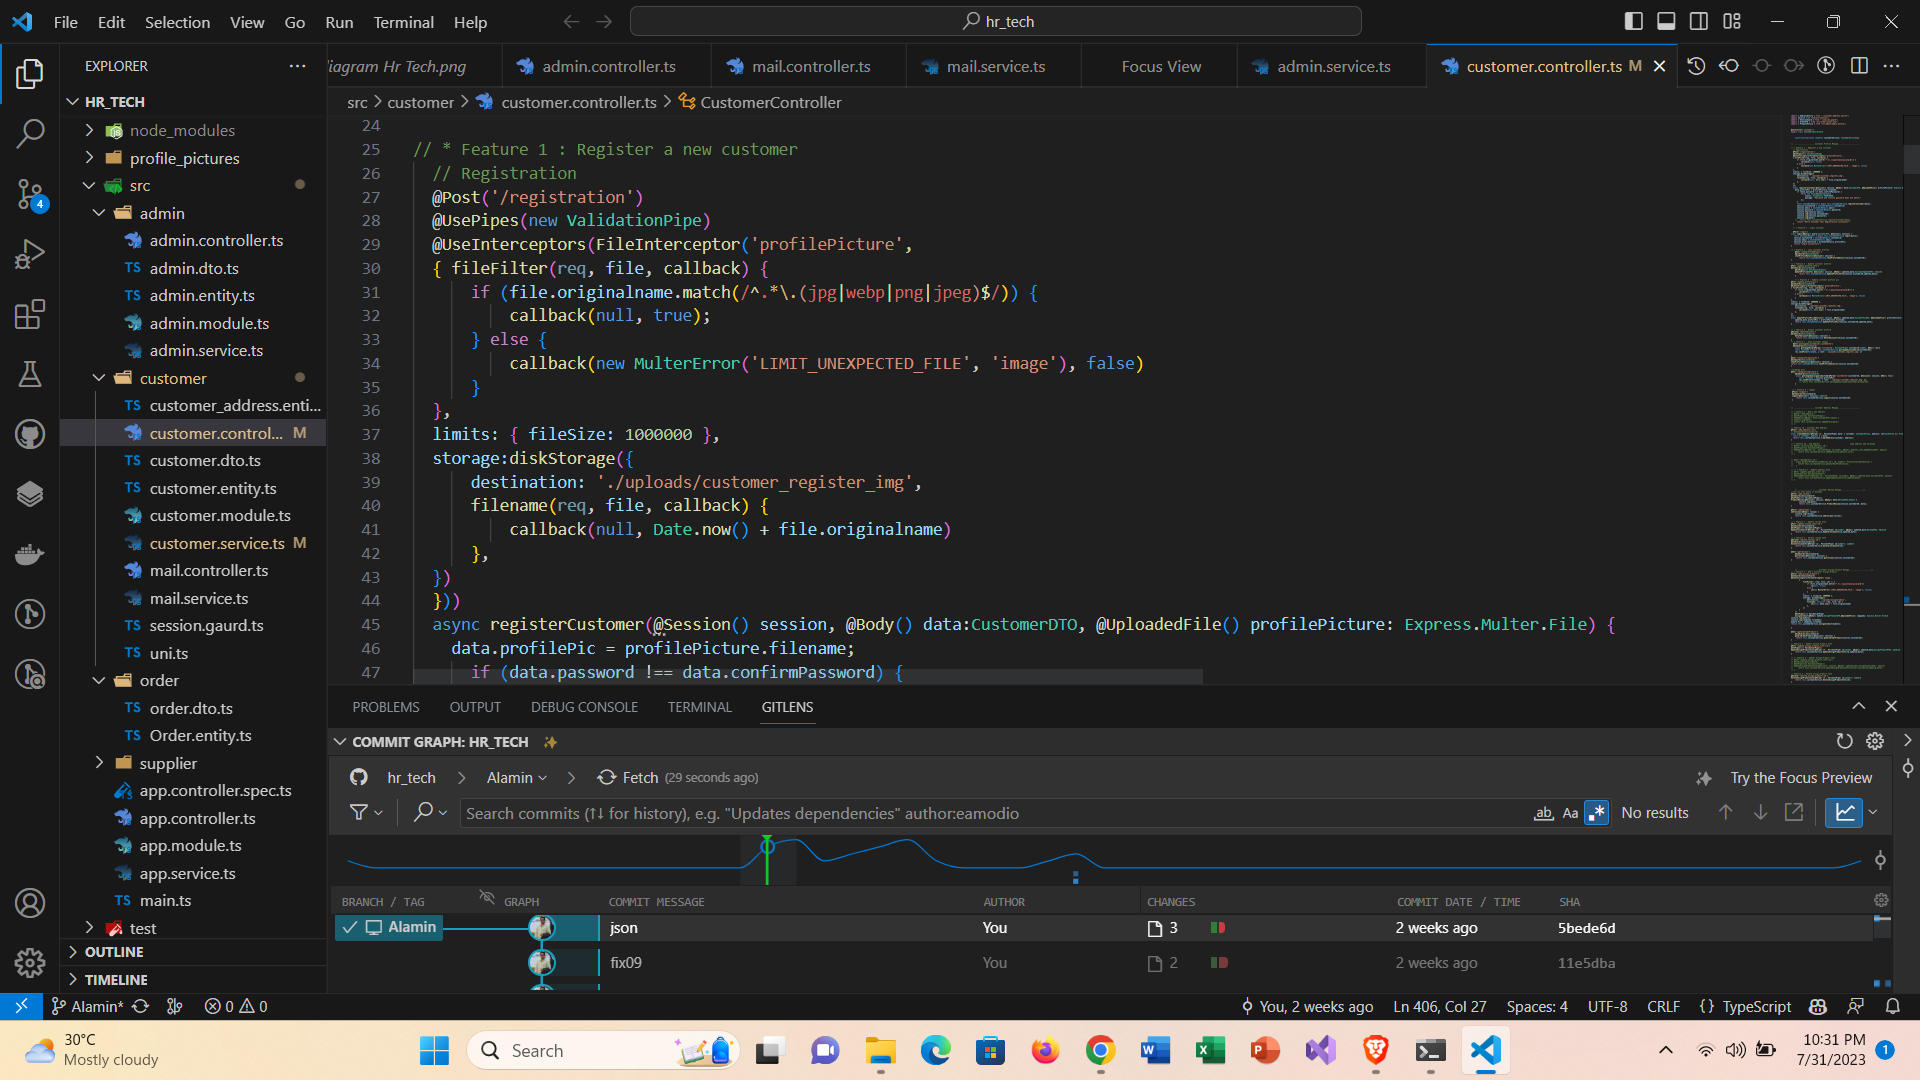 File Edit Selection View Go Run Terminal Help
hr_tech
EXPLORER
iagram Hr Tech.png
admin.controller.ts
mail.controller.ts
mail.service.ts
Focus View
admin.service.ts
customer.controller.ts M
HR_TECH
src > customer > customer.controller.ts > CustomerController
node_modules
profile_pictures
src
admin
admin.controller.ts
TS admin.dto.ts
TS admin.entity.ts
admin.module.ts
admin.service.ts
customer
TS customer_address.enti...
customer.control... M
TS customer.dto.ts
TS customer.entity.ts
customer.module.ts
customer.service.ts M
mail.controller.ts
mail.service.ts
TS session.gaurd.ts
TS uni.ts
order
TS order.dto.ts
TS Order.entity.ts
supplier
app.controller.spec.ts
app.controller.ts
app.module.ts
app.service.ts
TS main.ts
test
OUTLINE
TIMELINE
4
24
25 // * Feature 1 : Register a new customer
26 // Registration
27 @Post('/registration')
28 @UsePipes(new ValidationPipe)
29 @UseInterceptors(FileInterceptor('profilePicture',
30 { fileFilter(req, file, callback) {
31 if (file.originalname.match(/^.*\.(jpg|webp|png|jpeg)$/)) {
32 callback(null, true);
33 } else {
34 callback(new MulterError('LIMIT_UNEXPECTED_FILE', 'image'), false)
35 }
36 },
37 limits: { fileSize: 1000000 },
38 storage:diskStorage({
39 destination: './uploads/customer_register_img',
40 filename(req, file, callback) {
41 callback(null, Date.now() + file.originalname)
42 },
43 })
44 }))
45 async registerCustomer(@Session() session, @Body() data:CustomerDTO, @UploadedFile() profilePicture: Express.Multer.File) {
46 data.profilePic = profilePicture.filename;
47 if (data.password !== data.confirmPassword) {
PROBLEMS OUTPUT DEBUG CONSOLE TERMINAL GITLENS
COMMIT GRAPH: HR_TECH
hr_tech > Alamin > Fetch (29 seconds ago)
Try the Focus Preview
Search commits (↑↓ for history), e.g. "Updates dependencies" author:eamodio
ab Aa .* No results
BRANCH / TAG GRAPH COMMIT MESSAGE AUTHOR CHANGES COMMIT DATE / TIME SHA
Alamin json You 3 2 weeks ago 5bede6d
fix09 You 2 2 weeks ago 11e5dba
Alamin* 0 0
You, 2 weeks ago Ln 406, Col 27 Spaces: 4 UTF-8 CRLF {} TypeScript
30°C
Mostly cloudy
Search
10:31 PM
7/31/2023
1